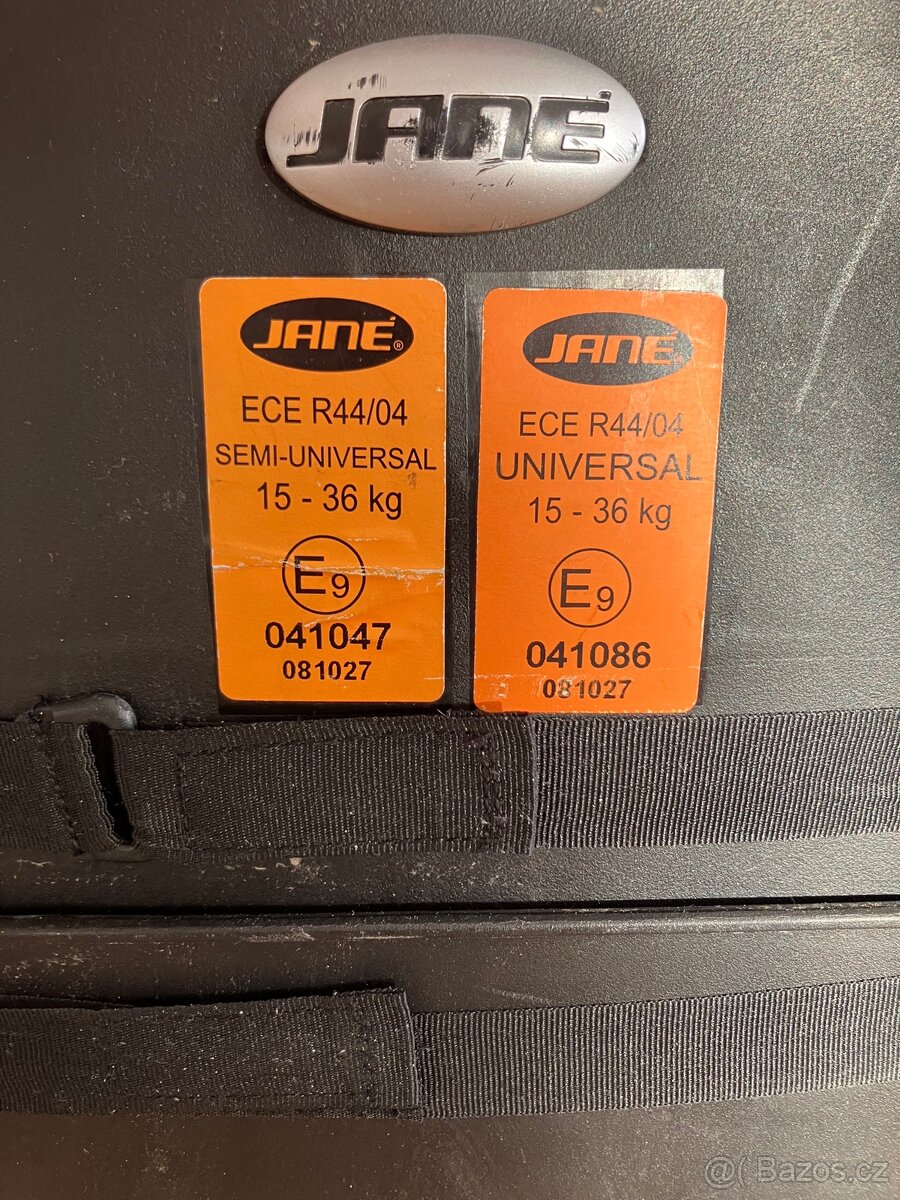 JANÉ
JANÉ®
ECE R44/04
SEMI-UNIVERSAL
15 - 36 kg
E9
041047
081027
JANÉ®
ECE R44/04
UNIVERSAL
15 - 36 kg
E9
041086
081027
@( Bazos.cz